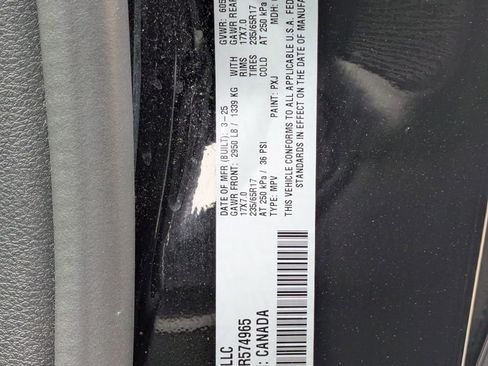 LLC
R574965
: CANADA
DATE OF MFR (BUILT): 3-25
GVWR: 605
GAWR FRONT: 2950 LB / 1339 KG WITH
GAWR REAR
17X7.0 RIMS 17X7.0
235/65R17 TIRES 235/65R17
AT 250 kPa / 36 PSI COLD AT 250 kPa
TYPE: MPV PAINT: PXJ MDH:
THIS VEHICLE CONFORMS TO ALL APPLICABLE U.S.A. FED
STANDARDS IN EFFECT ON THE DATE OF MANUFA